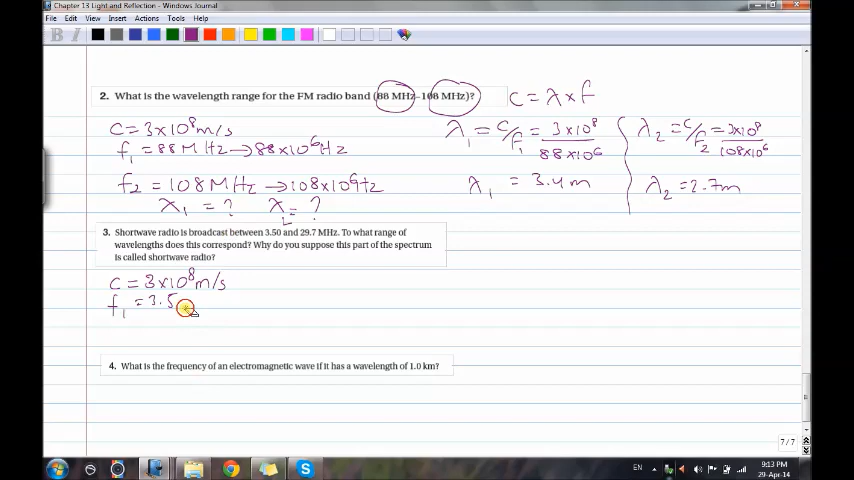 Chapter 13 Light and Reflection - Windows Journal
File Edit View Insert Actions Tools Help
B I
2. What is the wavelength range for the FM radio band (88 MHz–108 MHz)?
C = λ × f
C = 3×10⁸ m/s
f₁ = 88 MHz → 88×10⁶ Hz
f₂ = 108 MHz → 108×10⁶ Hz
λ₁ = ? λ₂ = ?
λ₁ = C/f₁ = 3×10⁸ / 88×10⁶
λ₁ = 3.4 m
λ₂ = C/f₂ = 3×10⁸ / 108×10⁶
λ₂ = 2.7m
3. Shortwave radio is broadcast between 3.50 and 29.7 MHz. To what range of
wavelengths does this correspond? Why do you suppose this part of the spectrum
is called shortwave radio?
C = 3×10⁸ m/s
f₁ = 3.5
4. What is the frequency of an electromagnetic wave if it has a wavelength of 1.0 km?
7 / 7
EN
9:13 PM
29-Apr-14